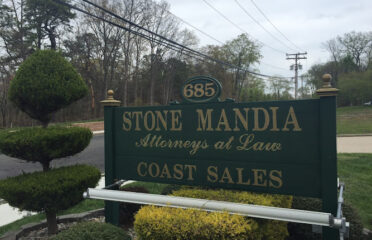 685
STONE MANDIA
Attorneys at Law
COAST SALES